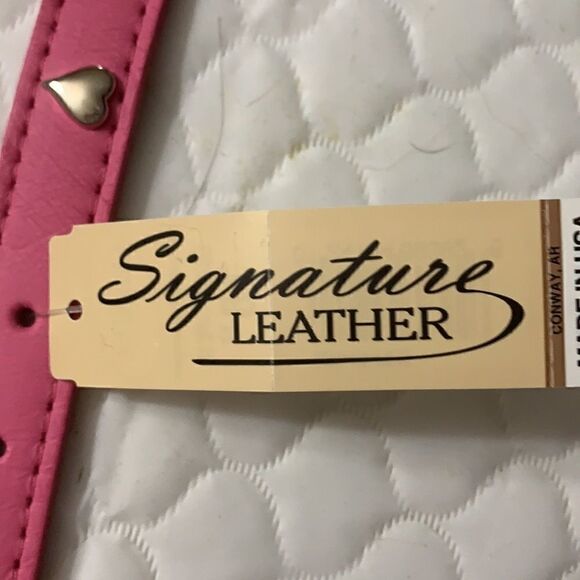 Signature
LEATHER
CONWAY, AR
MADE IN USA